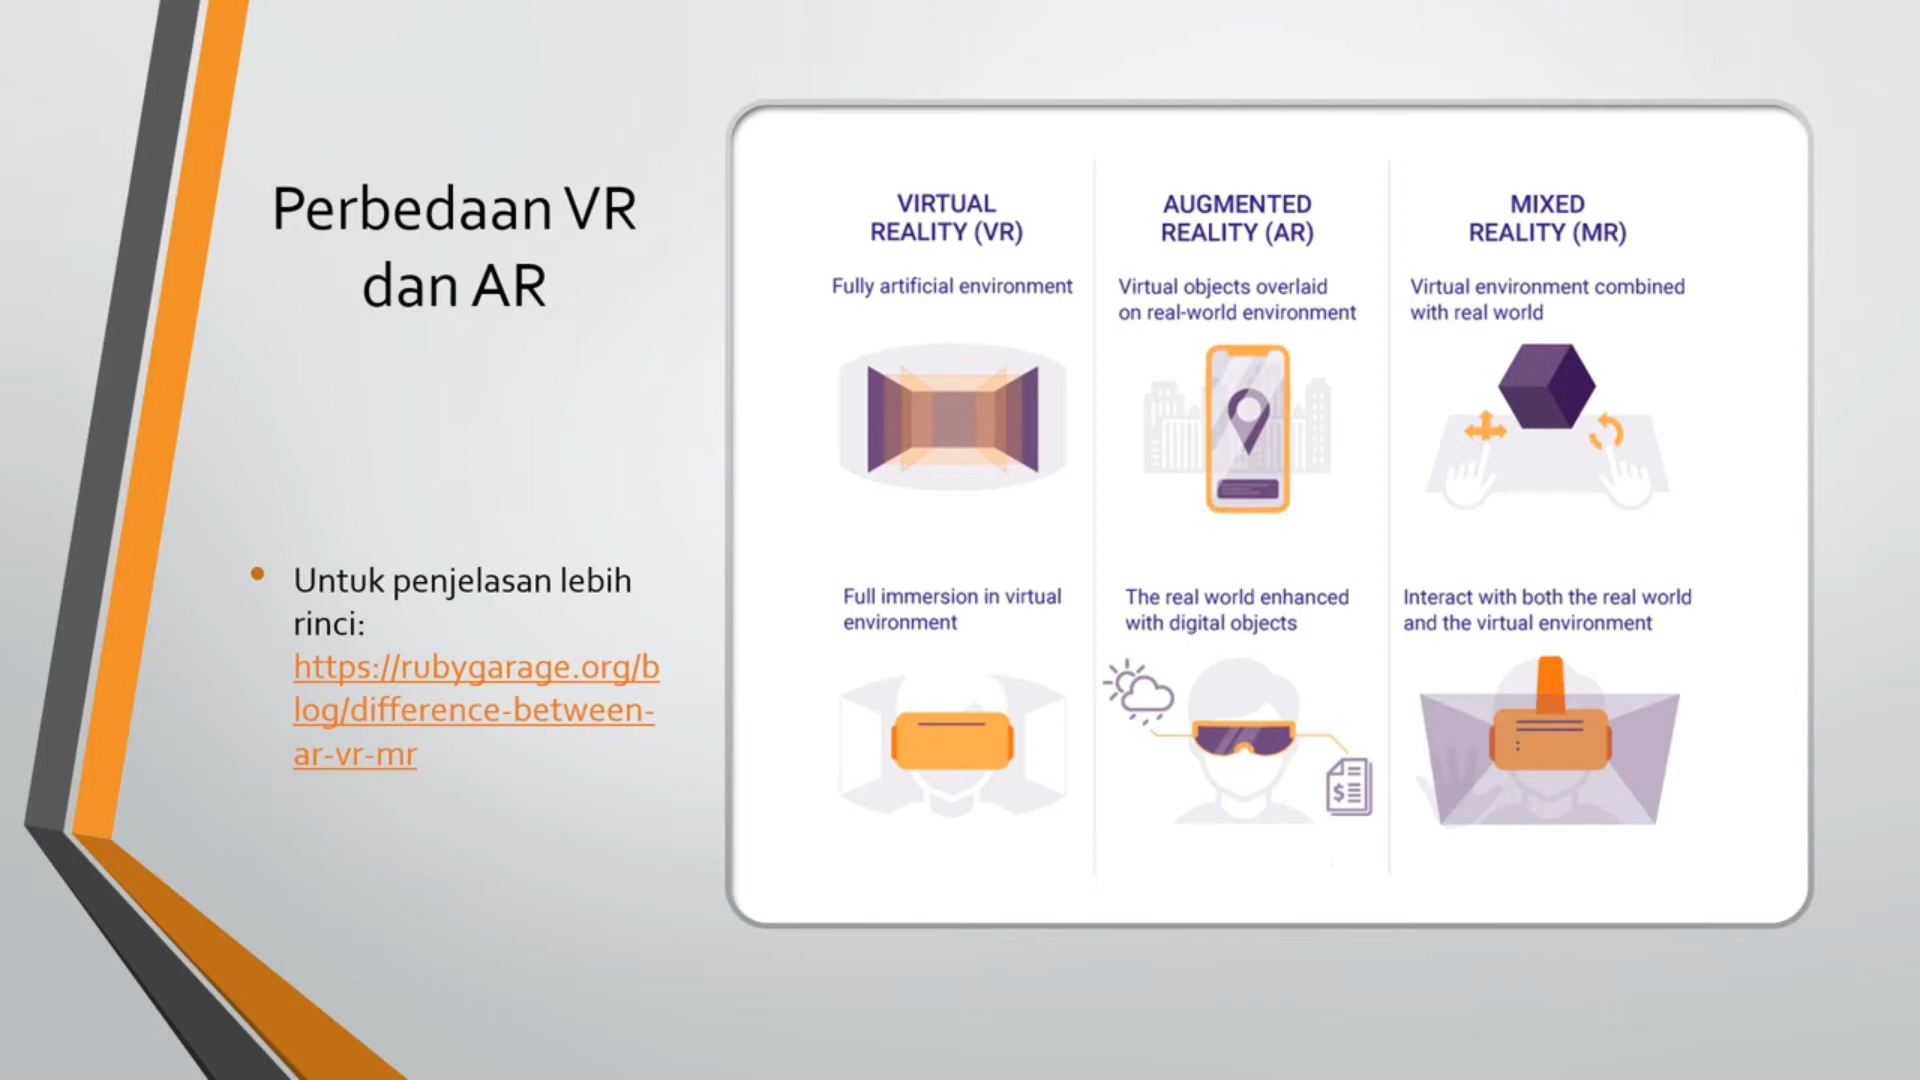 Perbedaan VR
dan AR
• Untuk penjelasan lebih
rinci:
https://rubygarage.org/b
log/difference-between-
ar-vr-mr
VIRTUAL
REALITY (VR)
Fully artificial environment
Full immersion in virtual
environment
AUGMENTED
REALITY (AR)
Virtual objects overlaid
on real-world environment
The real world enhanced
with digital objects
$
MIXED
REALITY (MR)
Virtual environment combined
with real world
Interact with both the real world
and the virtual environment